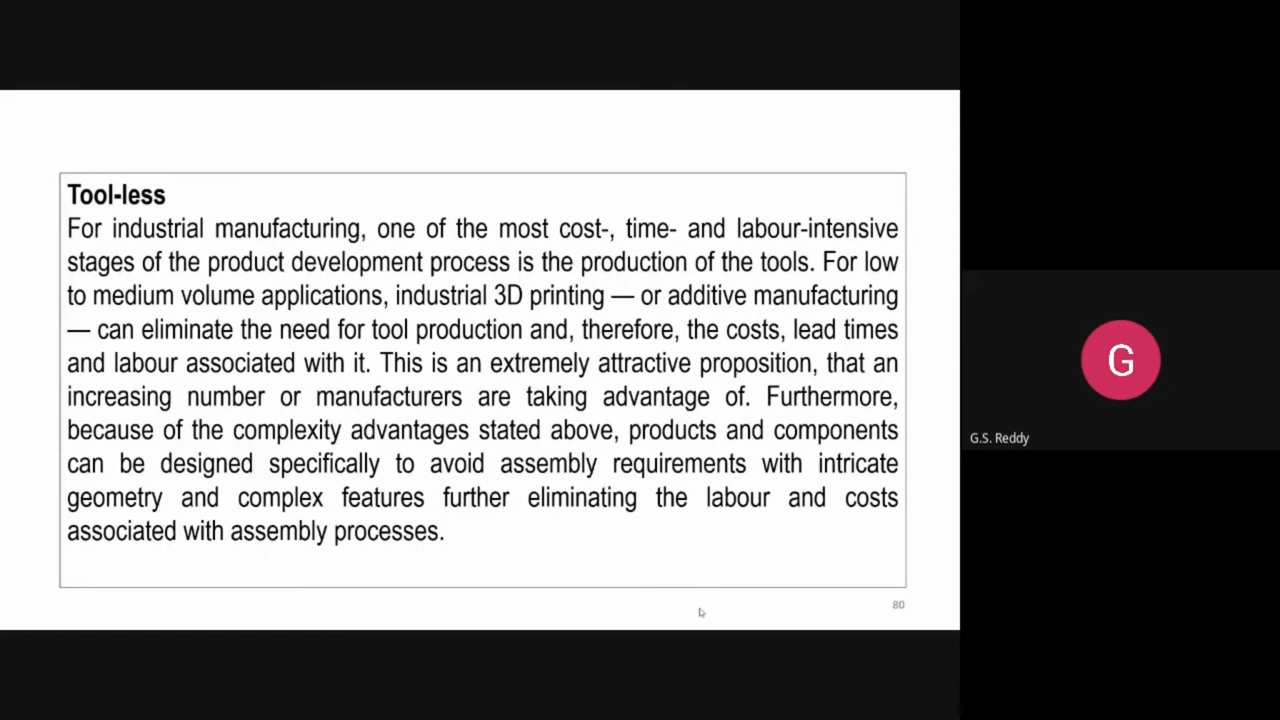 Tool-less
For industrial manufacturing, one of the most cost-, time- and labour-intensive
stages of the product development process is the production of the tools. For low
to medium volume applications, industrial 3D printing — or additive manufacturing
— can eliminate the need for tool production and, therefore, the costs, lead times
and labour associated with it. This is an extremely attractive proposition, that an
increasing number or manufacturers are taking advantage of. Furthermore,
because of the complexity advantages stated above, products and components
can be designed specifically to avoid assembly requirements with intricate
geometry and complex features further eliminating the labour and costs
associated with assembly processes.
80
G
G.S. Reddy